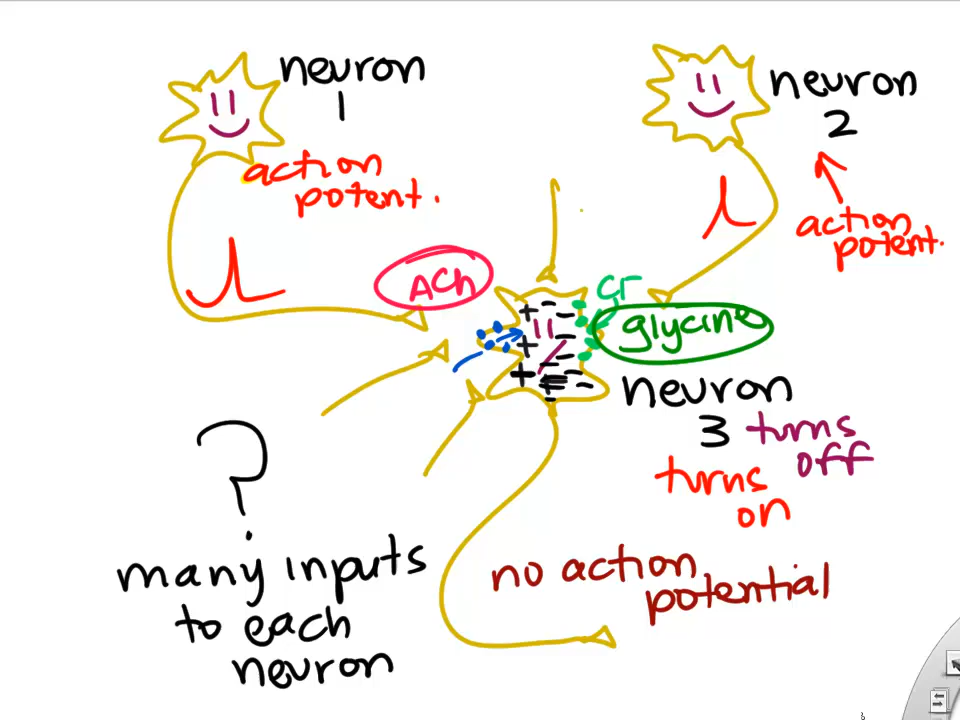 neuron
1
action
potent.
neuron
2
action
potent.
ACh
Cl-
glycine
neuron
3
turns
off
turns
on
?
many inputs
to each
neuron
no action
potential